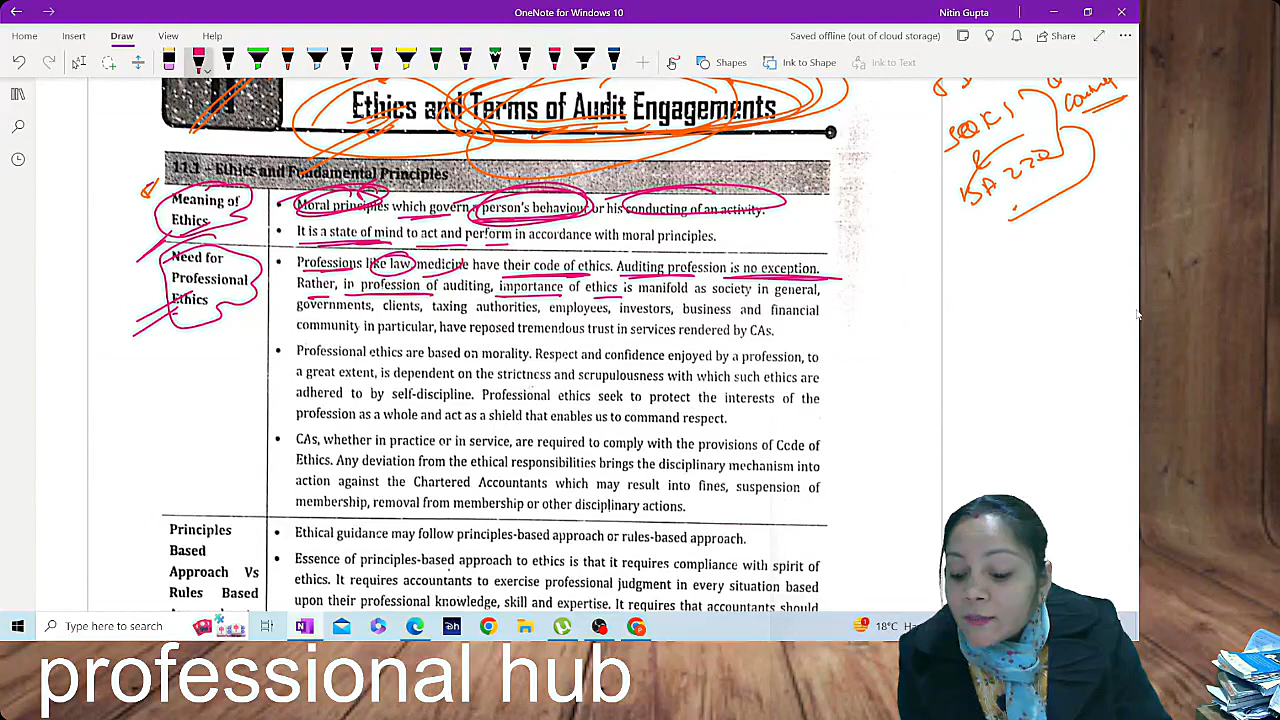 OneNote for Windows 10
Nitin Gupta
Home
Insert
Draw
View
Help
Saved offline (out of cloud storage)
Share
Shapes
Ink to Shape
Ink to Text
11
Ethics and Terms of Audit Engagements
SA 220
11.1 – Ethics and Fundamental Principles
Meaning of
Ethics
• Moral principles which govern a person's behaviour or his conducting of an activity.
• It is a state of mind to act and perform in accordance with moral principles.
Need for
Professional
Ethics
• Professions like law, medicine have their code of ethics. Auditing profession is no exception.
Rather, in profession of auditing, importance of ethics is manifold as society in general,
governments, clients, taxing authorities, employees, investors, business and financial
community in particular, have reposed tremendous trust in services rendered by CAs.
• Professional ethics are based on morality. Respect and confidence enjoyed by a profession, to
a great extent, is dependent on the strictness and scrupulousness with which such ethics are
adhered to by self-discipline. Professional ethics seek to protect the interests of the
profession as a whole and act as a shield that enables us to command respect.
• CAs, whether in practice or in service, are required to comply with the provisions of Code of
Ethics. Any deviation from the ethical responsibilities brings the disciplinary mechanism into
action against the Chartered Accountants which may result into fines, suspension of
membership, removal from membership or other disciplinary actions.
Principles
Based
Approach Vs
Rules Based
• Ethical guidance may follow principles-based approach or rules-based approach.
• Essence of principles-based approach to ethics is that it requires compliance with spirit of
ethics. It requires accountants to exercise professional judgment in every situation based
upon their professional knowledge, skill and expertise. It requires that accountants should
Type here to search
18°C
professional hub